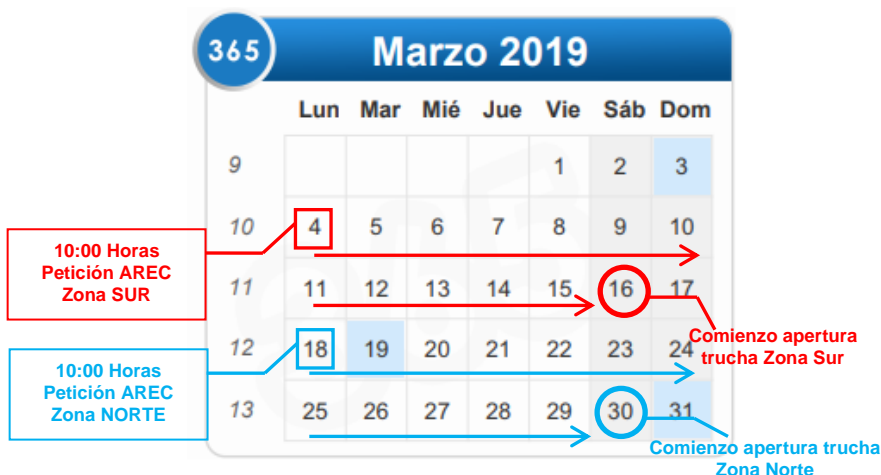 365 Marzo 2019
Lun Mar Mié Jue Vie Sáb Dom
9 1 2 3
10 4 5 6 7 8 9 10
10:00 Horas
Petición AREC
Zona SUR
11 11 12 13 14 15 16 17
Comienzo apertura
trucha Zona Sur
12 18 19 20 21 22 23 24
10:00 Horas
Petición AREC
Zona NORTE
13 25 26 27 28 29 30 31
Comienzo apertura trucha
Zona Norte